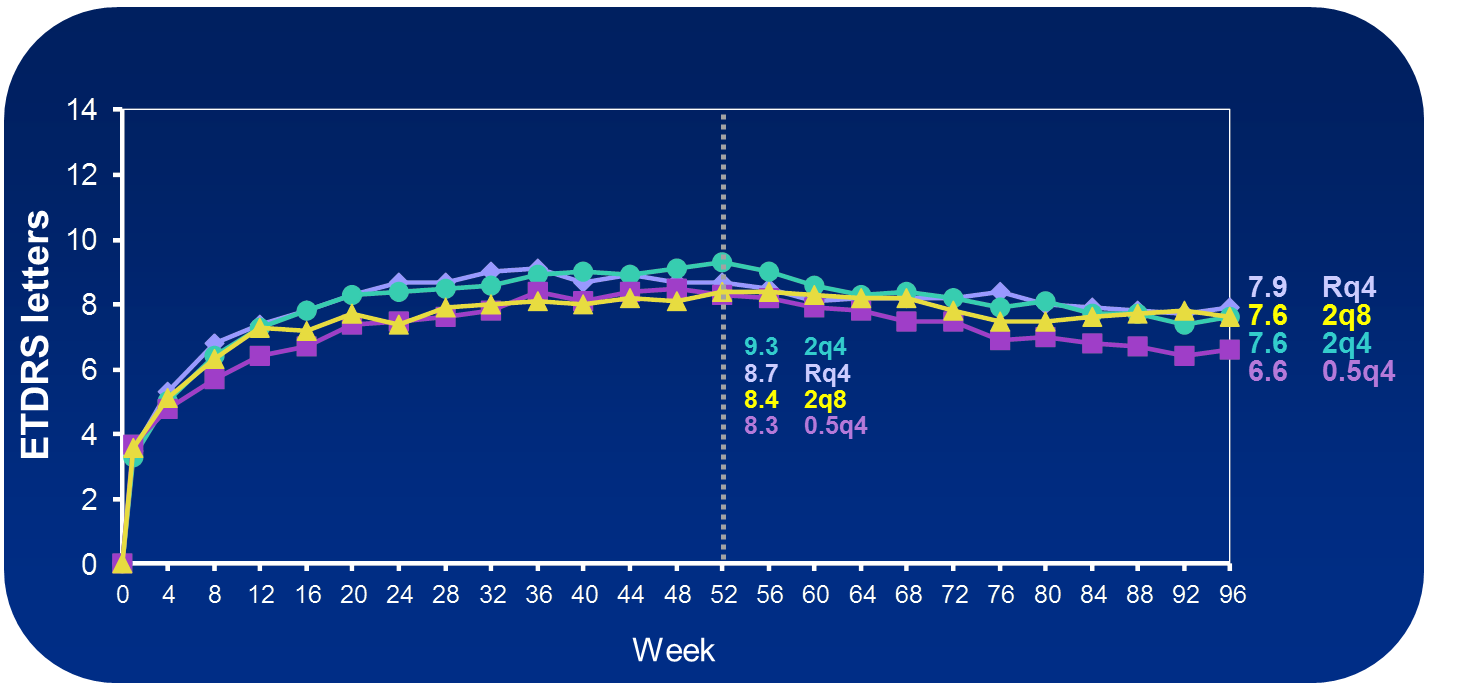 14
12
10
8
6
4
2
0
ETDRS letters
9.3 2q4
8.7 Rq4
8.4 2q8
8.3 0.5q4
7.9 Rq4
7.6 2q8
7.6 2q4
6.6 0.5q4
0 4 8 12 16 20 24 28 32 36 40 44 48 52 56 60 64 68 72 76 80 84 88 92 96
Week